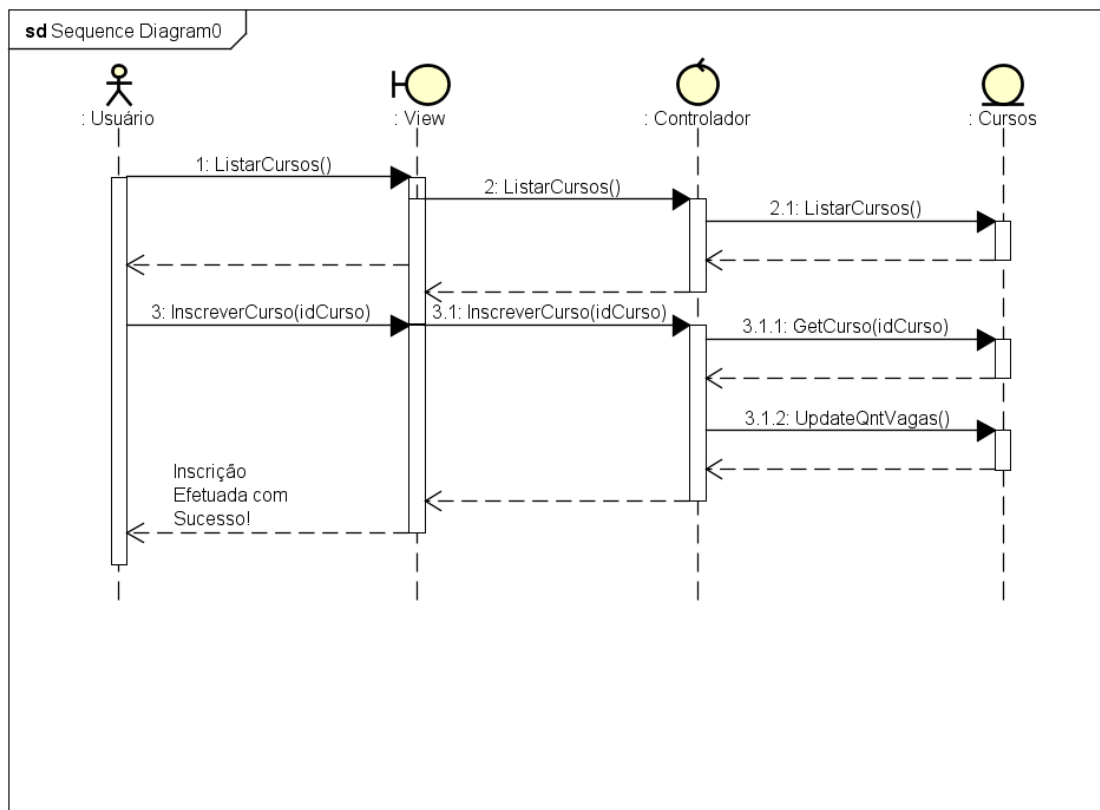 sd Sequence Diagram0
: Usuário
: View
: Controlador
: Cursos
1: ListarCursos()
2: ListarCursos()
2.1: ListarCursos()
3: InscreverCurso(idCurso)
3.1: InscreverCurso(idCurso)
3.1.1: GetCurso(idCurso)
3.1.2: UpdateQntVagas()
Inscrição
Efetuada com
Sucesso!